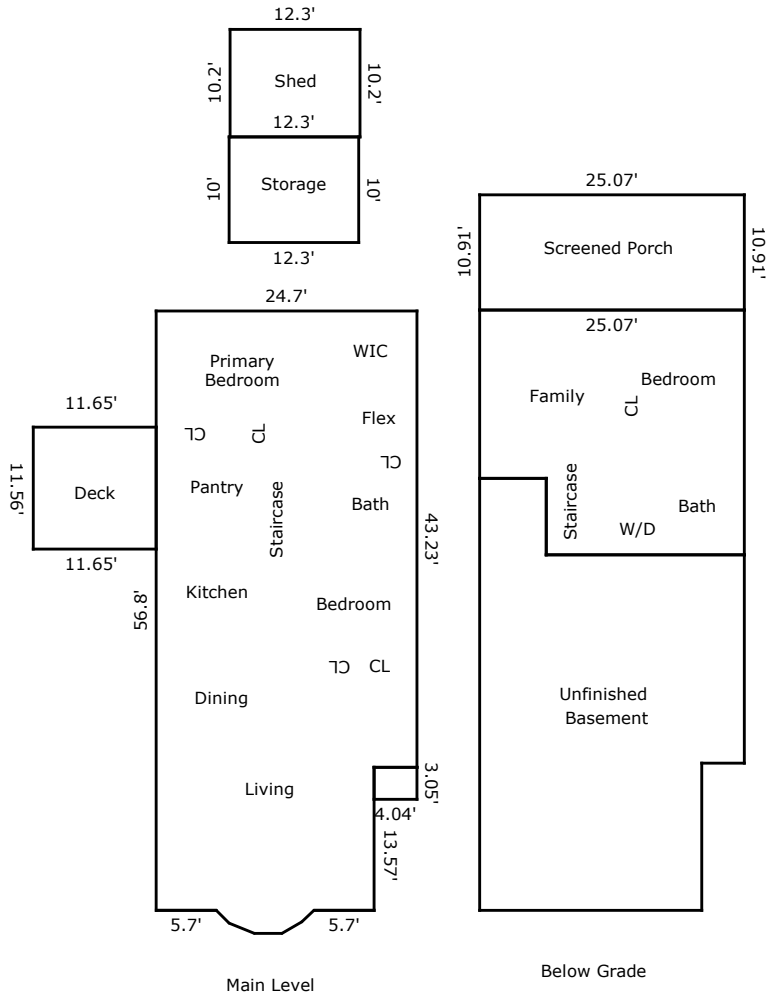 12.3'
10.2'
Shed
10.2'
12.3'
10'
Storage
10'
12.3'
24.7'
Primary
Bedroom
WIC
Flex
CL
CL
CL
11.65'
11.56'
Deck
11.65'
Pantry
Staircase
Bath
43.23'
56.8'
Kitchen
Bedroom
CL
CL
Dining
Living
3.05'
4.04'
13.57'
5.7'
5.7'
Main Level
25.07'
10.91'
Screened Porch
10.91'
25.07'
Family
Bedroom
CL
Staircase
Bath
W/D
Unfinished
Basement
Below Grade